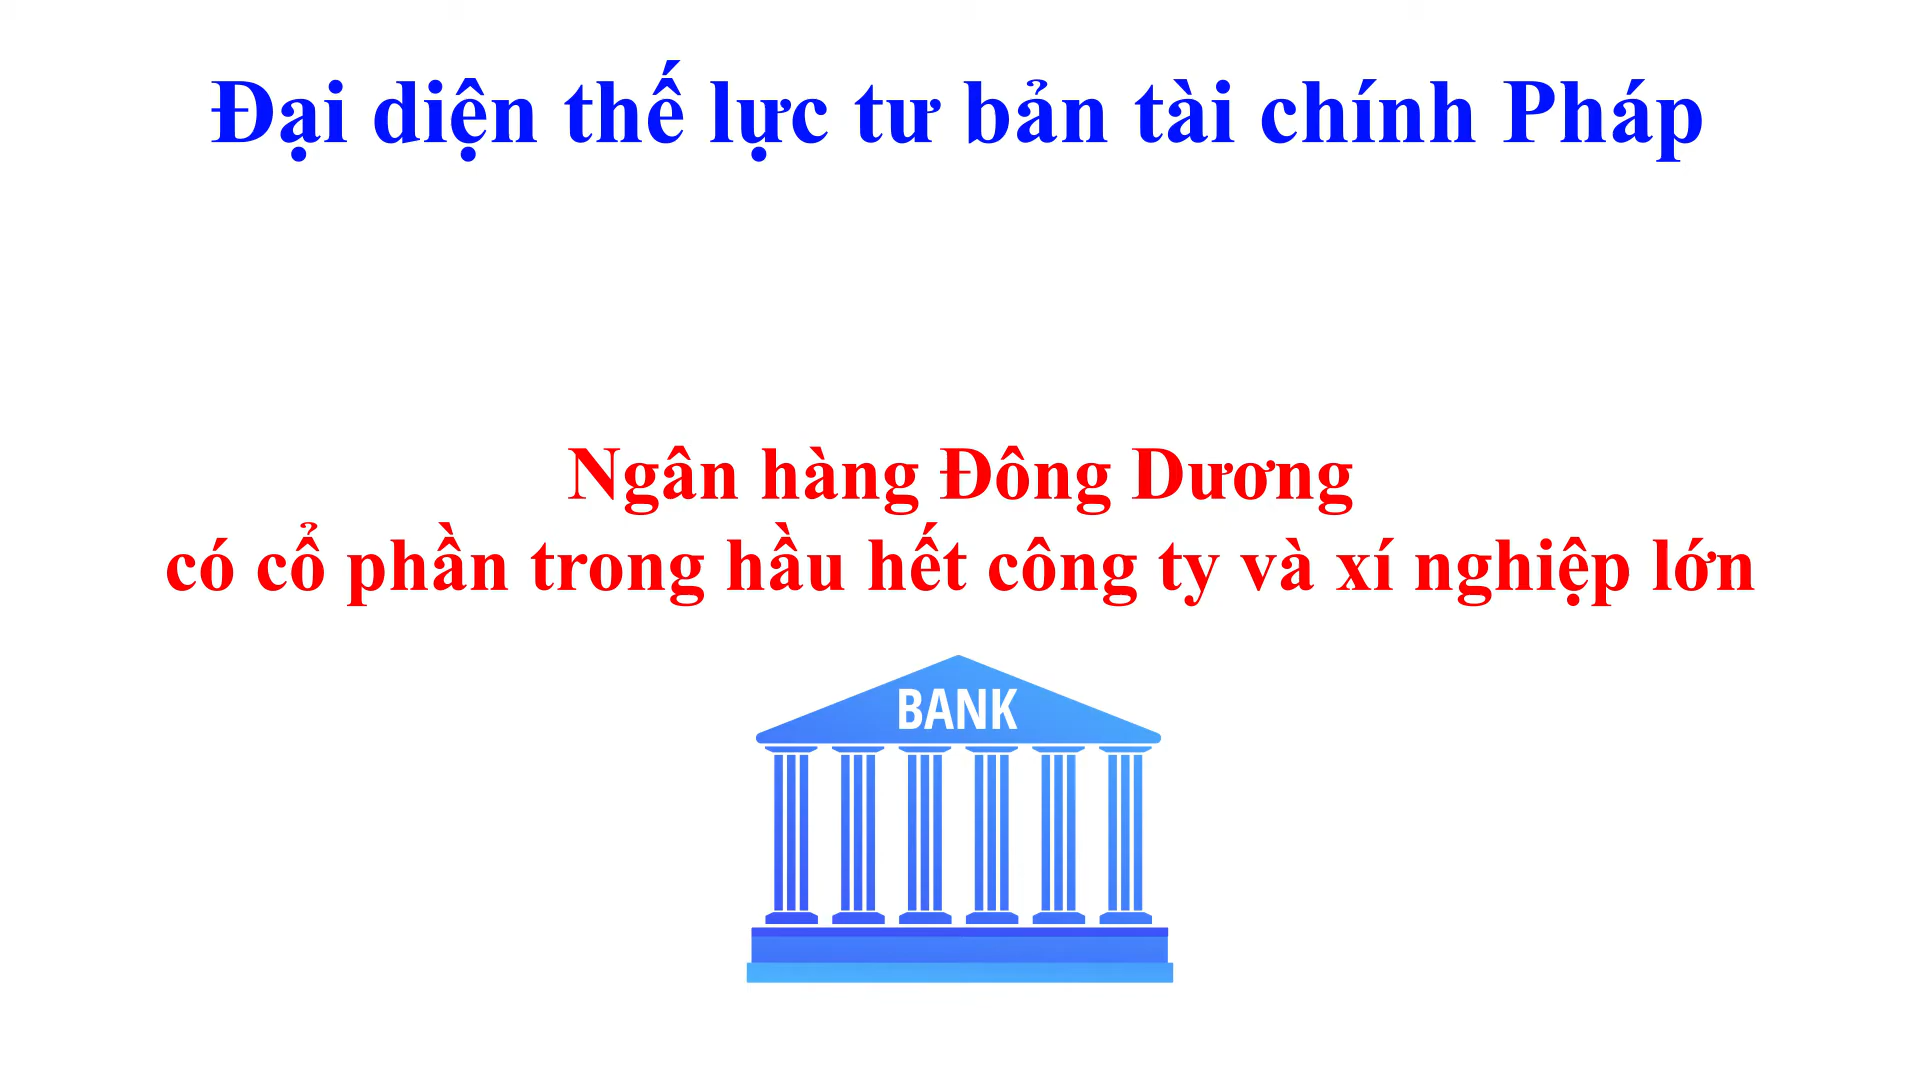 Đại diện thế lực tư bản tài chính Pháp
Ngân hàng Đông Dương
có cổ phần trong hầu hết công ty và xí nghiệp lớn
BANK